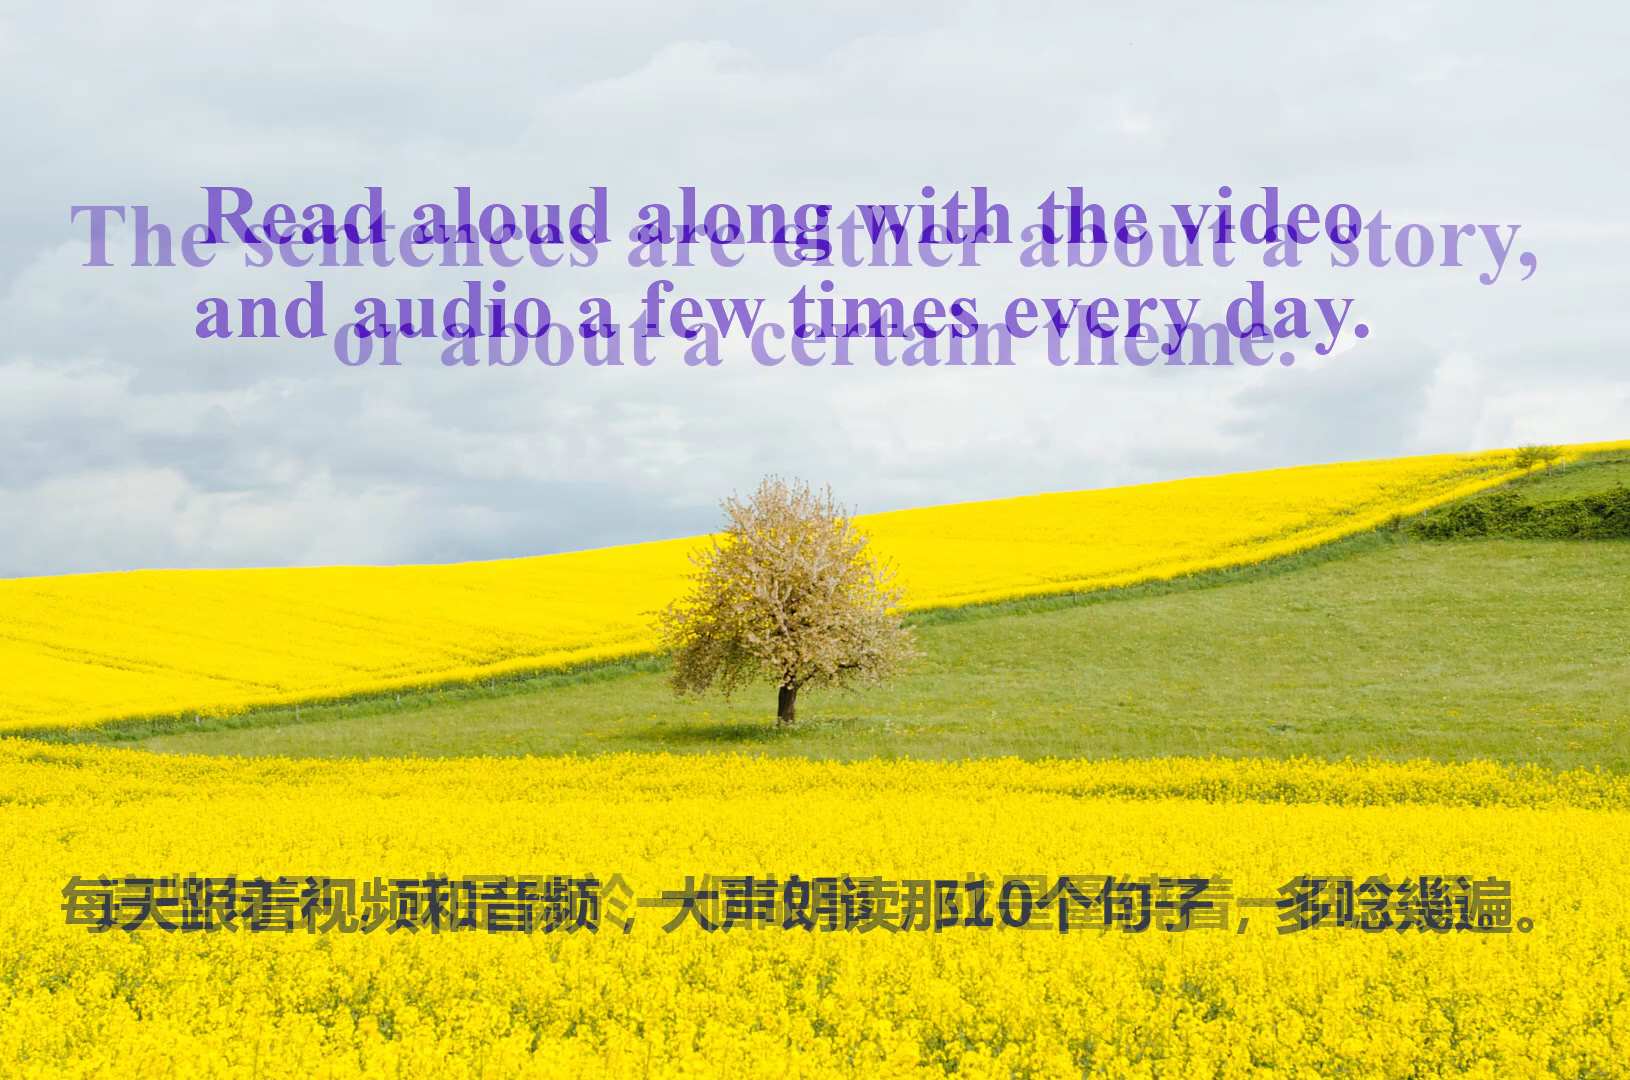 Read aloud along with the video
and audio a few times every day.
The sentences are either about a story,
or about a certain theme.
每天跟着视频和音频，大声朗读那10个句子，多唸幾遍。